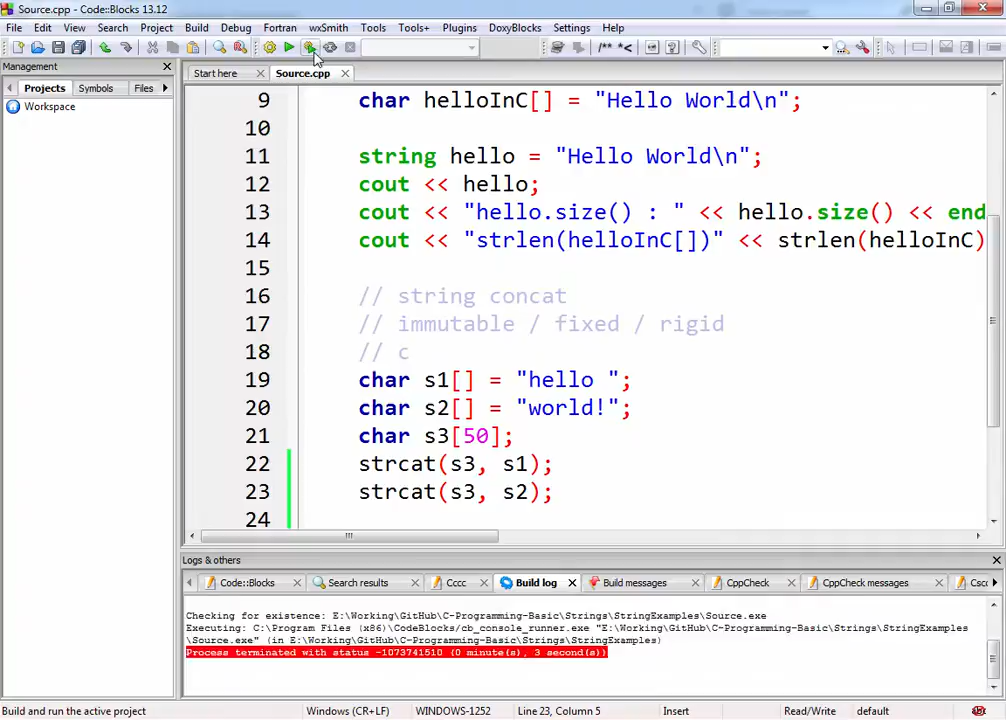 Source.cpp - Code::Blocks 13.12
File Edit View Search Project Build Debug Fortran wxSmith Tools Tools+ Plugins DoxyBlocks Settings Help
/** *<
Management
Start here
Source.cpp
Projects Symbols Files
Workspace
9 char helloInC[] = "Hello World\n";
10
11 string hello = "Hello World\n";
12 cout << hello;
13 cout << "hello.size() : " << hello.size() << end
14 cout << "strlen(helloInC[])" << strlen(helloInC)
15
16 // string concat
17 // immutable / fixed / rigid
18 // c
19 char s1[] = "hello ";
20 char s2[] = "world!";
21 char s3[50];
22 strcat(s3, s1);
23 strcat(s3, s2);
24
Logs & others
Code::Blocks Search results Cccc Build log Build messages CppCheck CppCheck messages Csco
Checking for existence: E:\Working\GitHub\C-Programming-Basic\Strings\StringExamples\Source.exe
Executing: C:\Program Files (x86)\CodeBlocks/cb_console_runner.exe "E:\Working\GitHub\C-Programming-Basic\Strings\StringExamples
\Source.exe" (in E:\Working\GitHub\C-Programming-Basic\Strings\StringExamples)
Process terminated with status -1073741510 (0 minute(s), 3 second(s))
Build and run the active project Windows (CR+LF) WINDOWS-1252 Line 23, Column 5 Insert Read/Write default